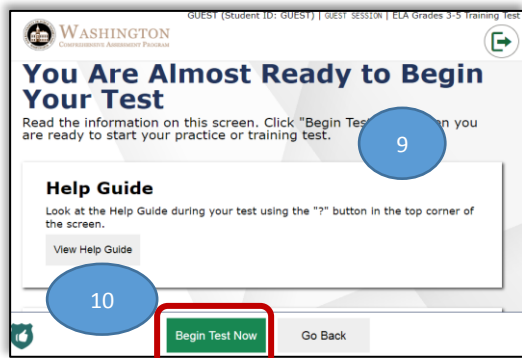 GUEST (Student ID: GUEST) | GUEST SESSION | ELA Grades 3-5 Training Test
WASHINGTON
COMPREHENSIVE ASSESSMENT PROGRAM
You Are Almost Ready to Begin
Your Test
Read the information on this screen. Click "Begin Tes en you
are ready to start your practice or training test.
9
Help Guide
Look at the Help Guide during your test using the "?" button in the top corner of
the screen.
View Help Guide
10
Begin Test Now
Go Back